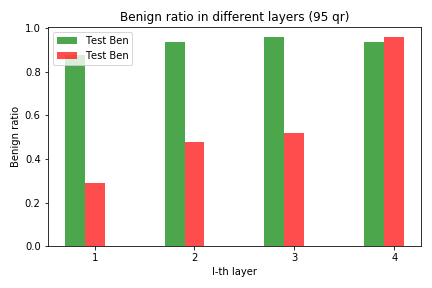 Benign ratio in different layers (95 qr)
Test Ben
Test Ben
1.0
0.8
0.6
0.4
0.2
0.0
Benign ratio
1 2 3 4
l-th layer